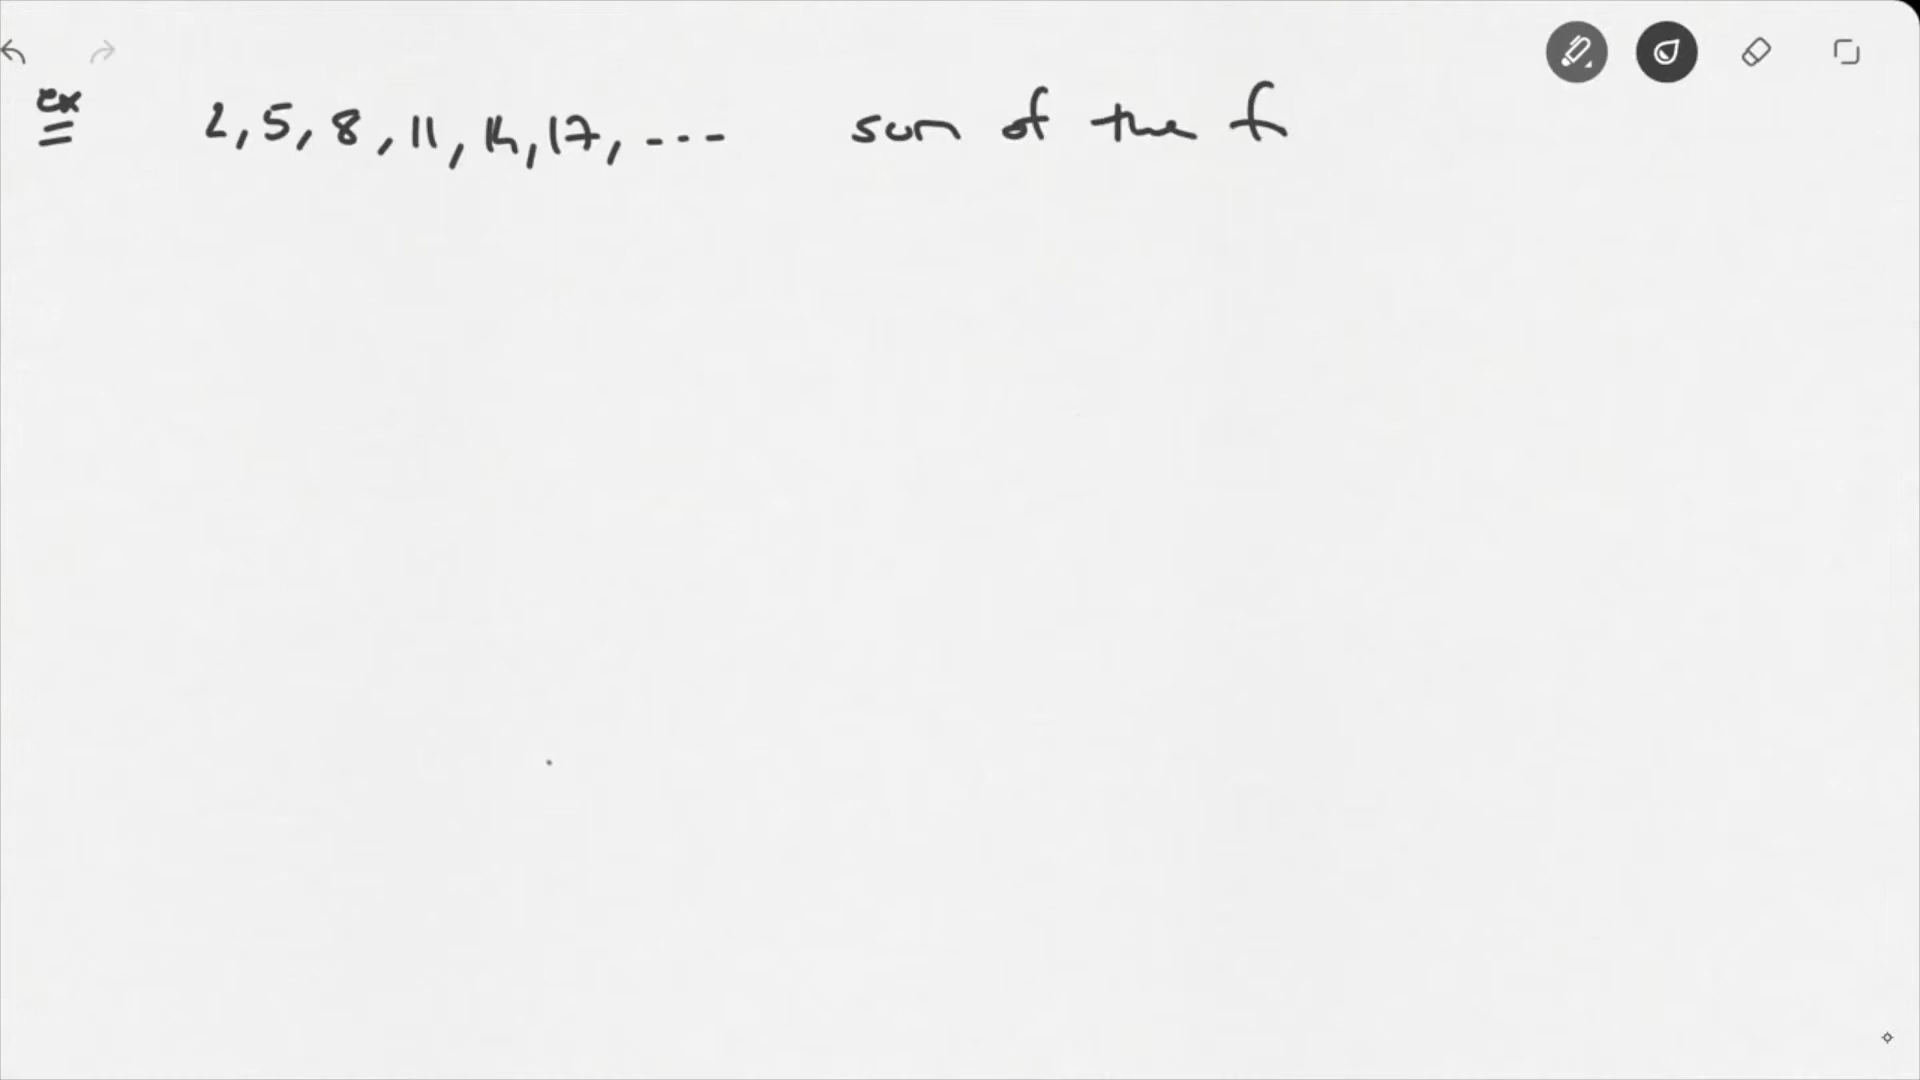 ex 2, 5, 8, 11, 14, 17, --- sum of the f